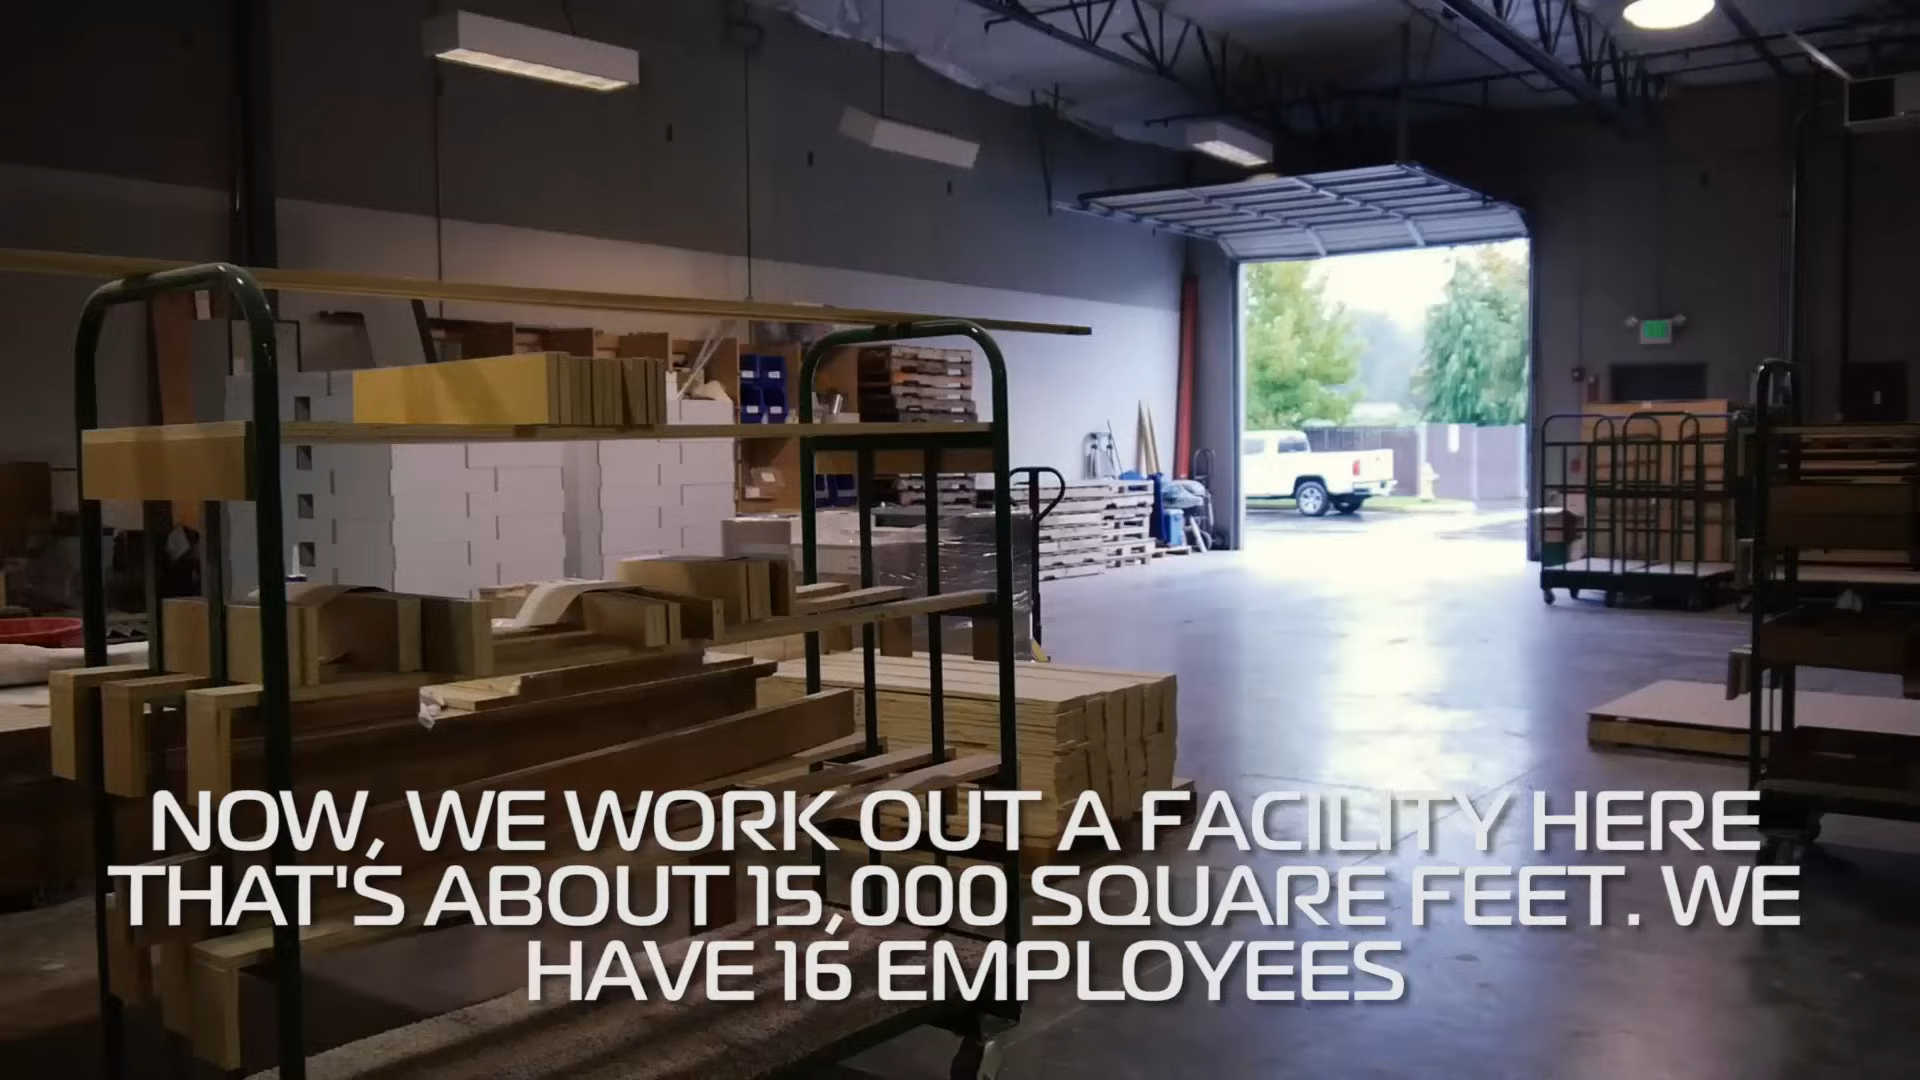 NOW, WE WORK OUT A FACILITY HERE
THAT'S ABOUT 15,000 SQUARE FEET. WE
HAVE 16 EMPLOYEES